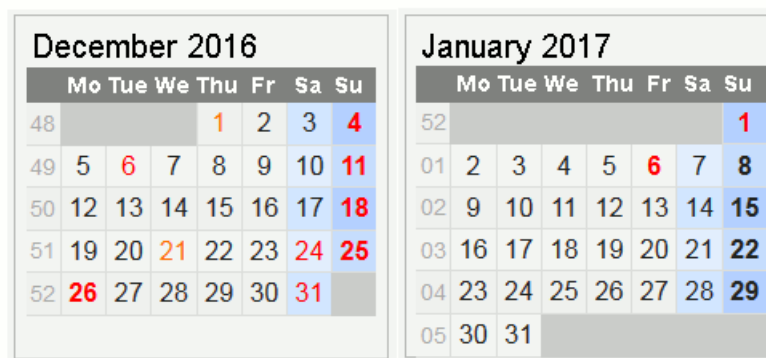 December 2016
Mo Tue We Thu Fr Sa Su
48 1 2 3 4
49 5 6 7 8 9 10 11
50 12 13 14 15 16 17 18
51 19 20 21 22 23 24 25
52 26 27 28 29 30 31
January 2017
Mo Tue We Thu Fr Sa Su
52 1
01 2 3 4 5 6 7 8
02 9 10 11 12 13 14 15
03 16 17 18 19 20 21 22
04 23 24 25 26 27 28 29
05 30 31